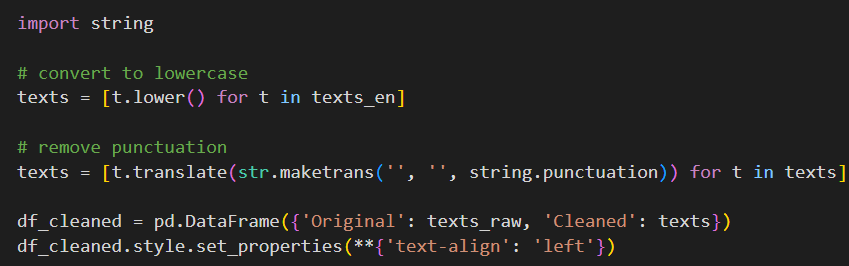 import string
# convert to lowercase
texts = [t.lower() for t in texts_en]
# remove punctuation
texts = [t.translate(str.maketrans('', '', string.punctuation)) for t in texts]
df_cleaned = pd.DataFrame({'Original': texts_raw, 'Cleaned': texts})
df_cleaned.style.set_properties(**{'text-align': 'left'})